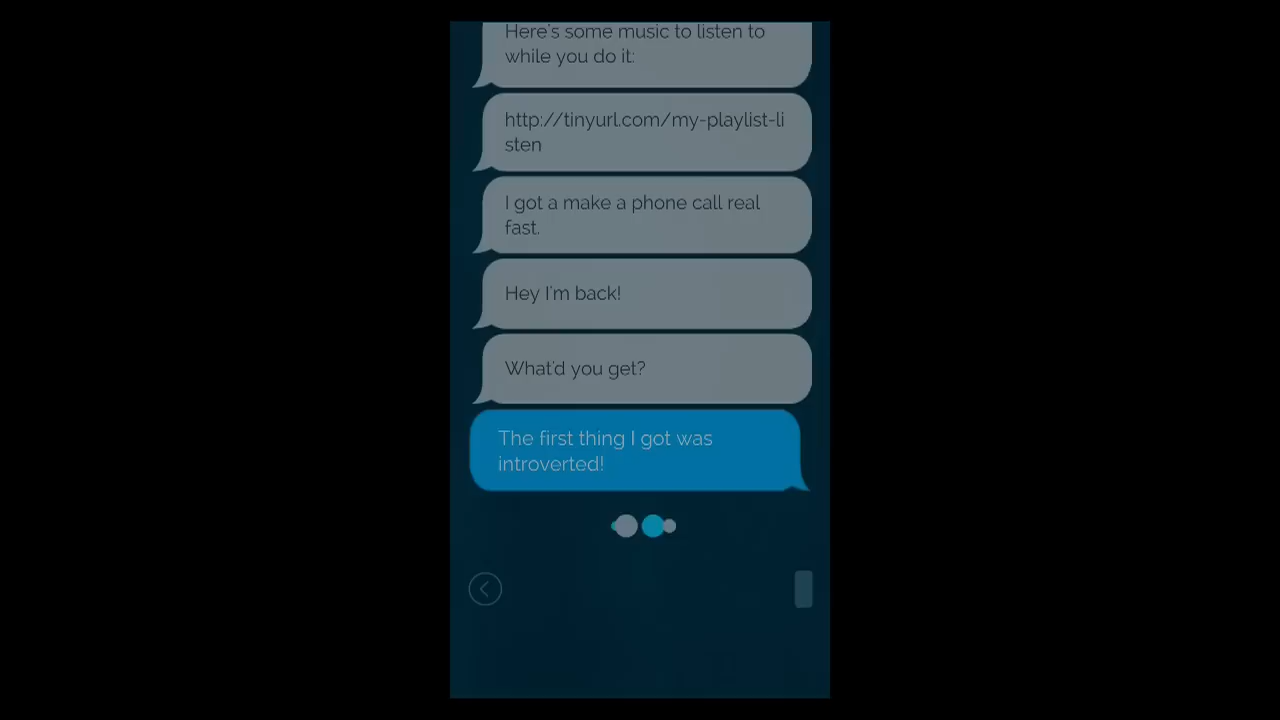 Here's some music to listen to
while you do it:
http://tinyurl.com/my-playlist-li
sten
I got a make a phone call real
fast.
Hey I'm back!
What'd you get?
The first thing I got was
introverted!